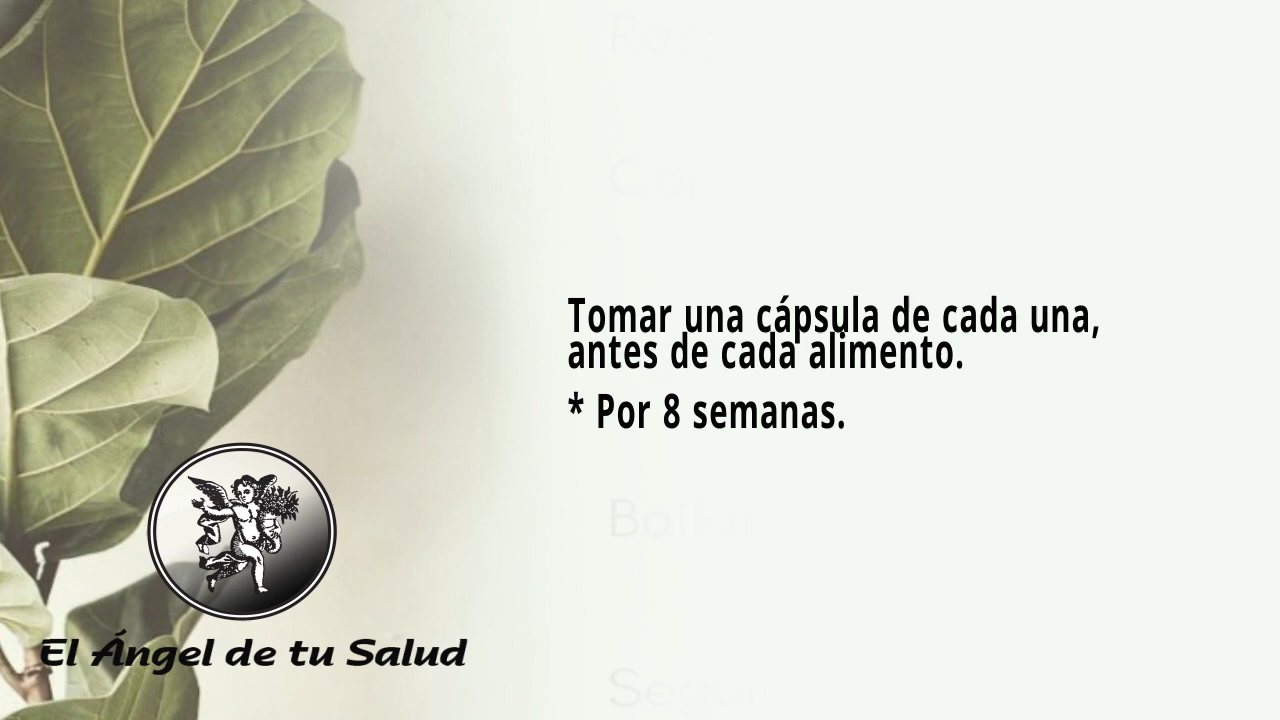 Tomar una cápsula de cada una,
antes de cada alimento.
* Por 8 semanas.
El Ángel de tu Salud